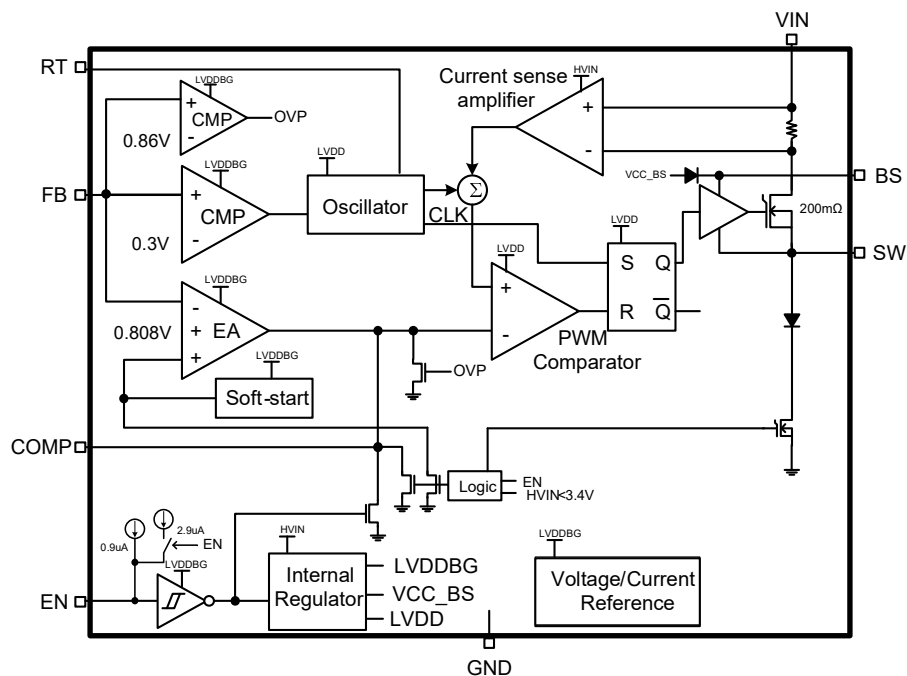 VIN
RT
LVDDBG
Current sense
amplifier
HVIN
+
CMP
-
OVP
0.86V
+
-
LVDDBG
LVDD
VCC_BS
BS
FB
+
CMP
-
0.3V
Oscillator
Σ
CLK
200mΩ
LVDD
LVDD
SW
S
Q
R
Q
LVDDBG
+
-
PWM
Comparator
-
0.808V
+
EA
+
LVDDBG
OVP
Soft-start
COMP
Logic
EN
HVIN<3.4V
2.9uA
0.9uA
EN
HVIN
LVDDBG
LVDDBG
EN
Internal
Regulator
LVDDBG
VCC_BS
LVDD
Voltage/Current
Reference
GND